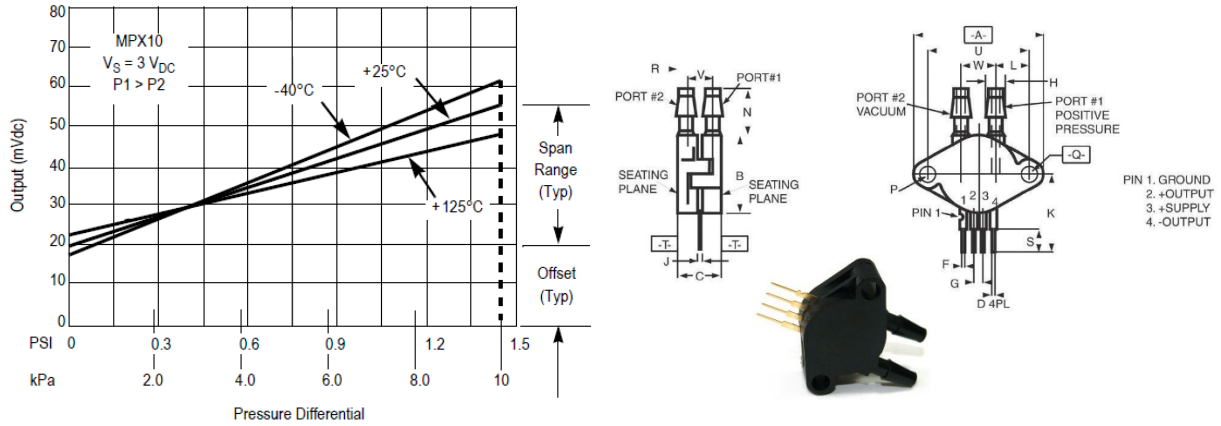 80
70
60
50
40
30
20
10
0
Output (mVdc)
MPX10
VS = 3 VDC
P1 > P2
-40°C
+25°C
+125°C
Span
Range
(Typ)
Offset
(Typ)
PSI 0 0.3 0.6 0.9 1.2 1.5
kPa 2.0 4.0 6.0 8.0 10
Pressure Differential
R
V
PORT #2
PORT#1
N
B
SEATING
PLANE
SEATING
PLANE
-T-
-T-
J
C
-A-
U
W
L
H
PORT #2
VACUUM
PORT #1
POSITIVE
PRESSURE
-Q-
P
PIN 1
1 2 3 4
K
S
F
G
D 4PL
PIN 1. GROUND
2. +OUTPUT
3. +SUPPLY
4. -OUTPUT